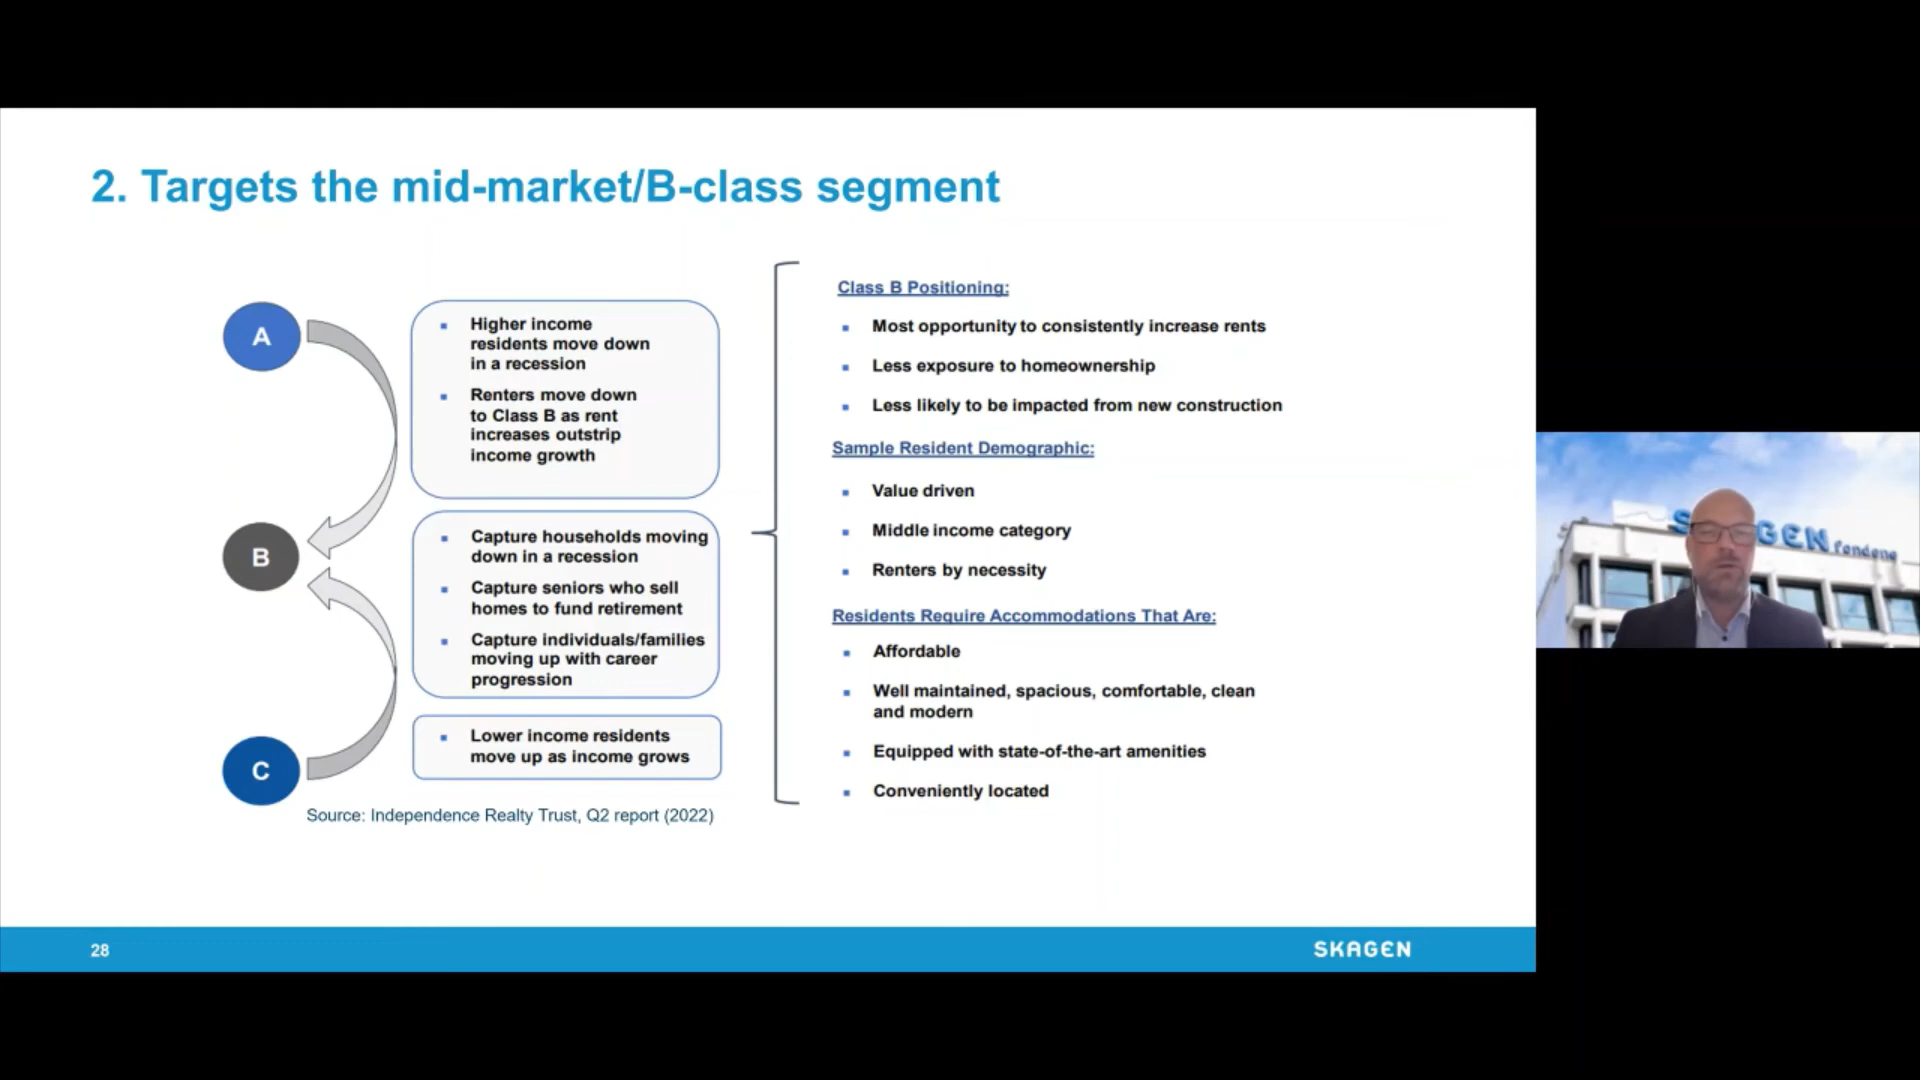 2. Targets the mid-market/B-class segment
A
Higher income
residents move down
in a recession
Renters move down
to Class B as rent
increases outstrip
income growth
B
Capture households moving
down in a recession
Capture seniors who sell
homes to fund retirement
Capture individuals/families
moving up with career
progression
C
Lower income residents
move up as income grows
Source: Independence Realty Trust, Q2 report (2022)
Class B Positioning:
Most opportunity to consistently increase rents
Less exposure to homeownership
Less likely to be impacted from new construction
Sample Resident Demographic:
Value driven
Middle income category
Renters by necessity
Residents Require Accommodations That Are:
Affordable
Well maintained, spacious, comfortable, clean
and modern
Equipped with state-of-the-art amenities
Conveniently located
28
SKAGEN
fondene